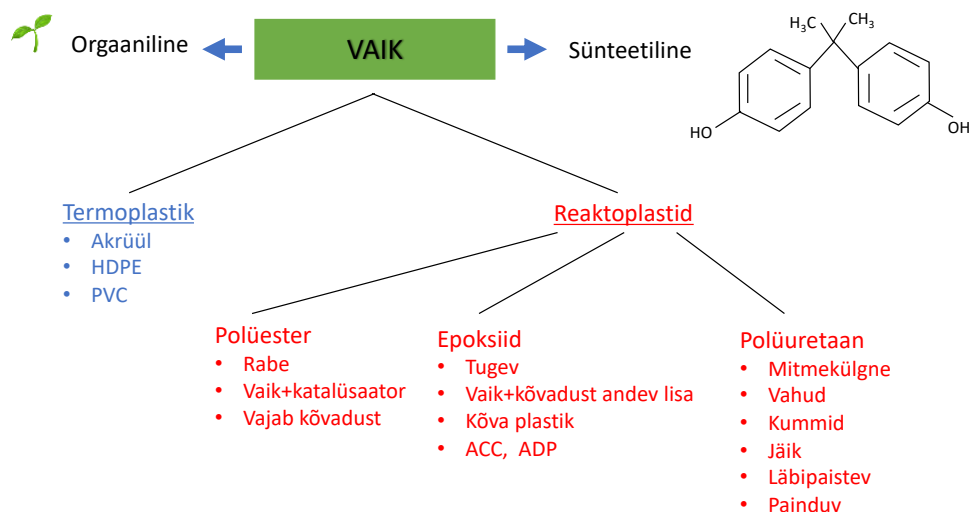 Orgaaniline
VAIK
Sünteetiline
H₃C
CH₃
HO
OH
Termoplastik
• Akrüül
• HDPE
• PVC
Reaktoplastid
Polüester
• Rabe
• Vaik+katalüsaator
• Vajab kõvadust
Epoksiid
• Tugev
• Vaik+kõvadust andev lisa
• Kõva plastik
• ACC, ADP
Polüuretaan
• Mitmekülgne
• Vahud
• Kummid
• Jäik
• Läbipaistev
• Painduv